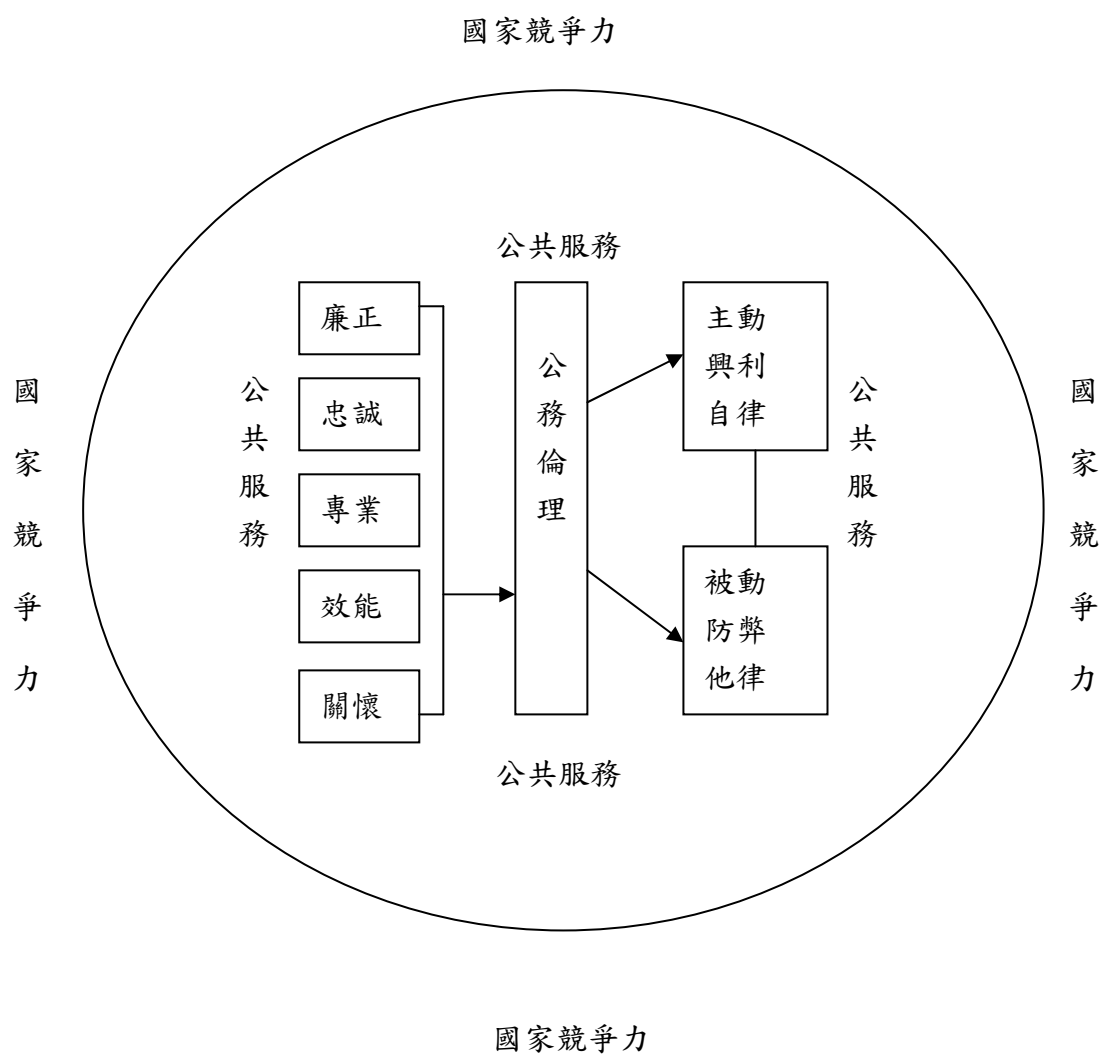 國家競爭力
公共服務
廉正
忠誠
專業
效能
關懷
公務倫理
主動
興利
自律
被動
防弊
他律
公共服務
公共服務
公共服務
國家競爭力
國家競爭力
國家競爭力